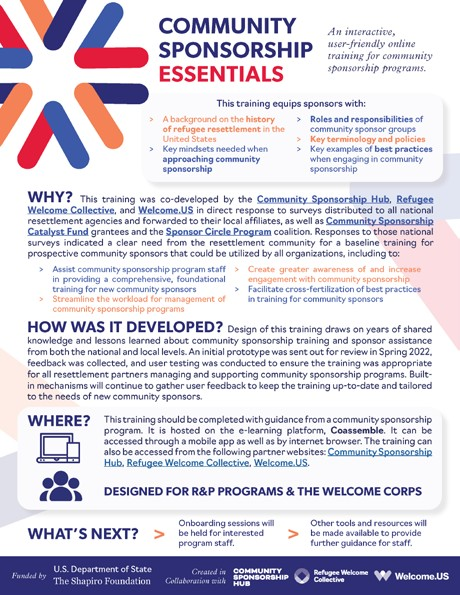 COMMUNITY
SPONSORSHIP
ESSENTIALS
An interactive,
user-friendly online
training for community
sponsorship programs.
This training equips sponsors with:
> A background on the history
of refugee resettlement in the
United States
> Key mindsets needed when
approaching community
sponsorship
> Roles and responsibilities of
community sponsor groups
> Key terminology and policies
> Key examples of best practices
when engaging in community
sponsorship
WHY? This training was co-developed by the Community Sponsorship Hub, Refugee
Welcome Collective, and Welcome.US in direct response to surveys distributed to all national
resettlement agencies and forwarded to their local affiliates, as well as Community Sponsorship
Catalyst Fund grantees and the Sponsor Circle Program coalition. Responses to those national
surveys indicated a clear need from the resettlement community for a baseline training for
prospective community sponsors that could be utilized by all organizations, including to:
> Assist community sponsorship program staff
in providing a comprehensive, foundational
training for new community sponsors
> Streamline the workload for management of
community sponsorship programs
> Create greater awareness of and increase
engagement with community sponsorship
> Facilitate cross-fertilization of best practices
in training for community sponsors
HOW WAS IT DEVELOPED? Design of this training draws on years of shared
knowledge and lessons learned about community sponsorship training and sponsor assistance
from both the national and local levels. An initial prototype was sent out for review in Spring 2022,
feedback was collected, and user testing was conducted to ensure the training was appropriate
for all resettlement partners managing and supporting community sponsorship programs. Built-
in mechanisms will continue to gather user feedback to keep the training up-to-date and tailored
to the needs of new community sponsors.
WHERE? This training should be completed with guidance from a community sponsorship
program. It is hosted on the e-learning platform, Coassemble. It can be
accessed through a mobile app as well as by internet browser. The training can
also be accessed from the following partner websites: Community Sponsorship
Hub, Refugee Welcome Collective, Welcome.US.
DESIGNED FOR R&P PROGRAMS & THE WELCOME CORPS
WHAT'S NEXT? >
Onboarding sessions will
be held for interested
program staff.
>
Other tools and resources will
be made available to provide
further guidance for staff.
Funded by
U.S. Department of State
The Shapiro Foundation
Created in
Collaboration with
COMMUNITY
SPONSORSHIP
HUB
Refugee Welcome
Collective
Welcome.US